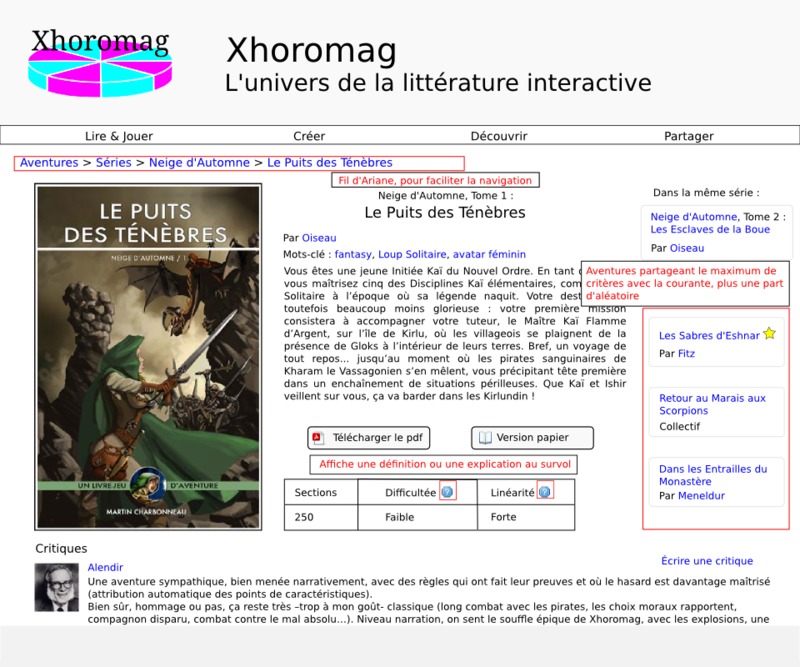 Xhoromag
Xhoromag
L'univers de la littérature interactive
Lire & Jouer
Créer
Découvrir
Partager
Aventures > Séries > Neige d'Automne > Le Puits des Ténèbres
Fil d'Ariane, pour faciliter la navigation
LE PUITS
DES TÉNÈBRES
NEIGE D'AUTOMNE / 1
UN LIVRE JEU
D'AVENTURE
MARTIN CHARBONNEAU
Neige d'Automne, Tome 1 :
Le Puits des Ténèbres
Par Oiseau
Mots-clé : fantasy, Loup Solitaire, avatar féminin
Vous êtes une jeune Initiée Kaï du Nouvel Ordre. En tant
vous maîtrisez cinq des Disciplines Kaï élémentaires,
Solitaire à l'époque où sa légende naquit. Votre
toutefois beaucoup moins glorieuse : votre première mission
consistera à accompagner votre tuteur, le Maître Kaï Flamme
d'Argent, sur l'île de Kirlu, où les villageois se plaignent de la
présence de Gloks à l'intérieur de leurs terres. Bref, un voyage de
tout repos... jusqu'au moment où les pirates sanguinaires de
Kharam le Vassagonien s'en mêlent, vous précipitant tête première
dans un enchaînement de situations périlleuses. Que Kaï et Ishir
veillent sur vous, ça va barder dans les Kirlundin !
Télécharger le pdf
Version papier
Affiche une définition ou une explication au survol
Sections
Difficultée
Linéarité
250
Faible
Forte
Dans la même série :
Neige d'Automne, Tome 2 :
Les Esclaves de la Boue
Par Oiseau
Aventures partageant le maximum de
critères avec la courante, plus une part
d'aléatoire
Les Sabres d'Eshnar
Par Fitz
Retour au Marais aux
Scorpions
Collectif
Dans les Entrailles du
Monastère
Par Meneldur
Critiques
Écrire une critique
Alendir
Une aventure sympathique, bien menée narrativement, avec des règles qui ont fait leur preuves et où le hasard est davantage maîtrisé
(attribution automatique des points de caractéristiques).
Bien sûr, hommage ou pas, ça reste très –trop à mon goût- classique (long combat avec les pirates, les choix moraux rapportent,
compagnon disparu, combat contre le mal absolu...). Niveau narration, on sent le souffle épique de Xhoromag, avec les explosions, une